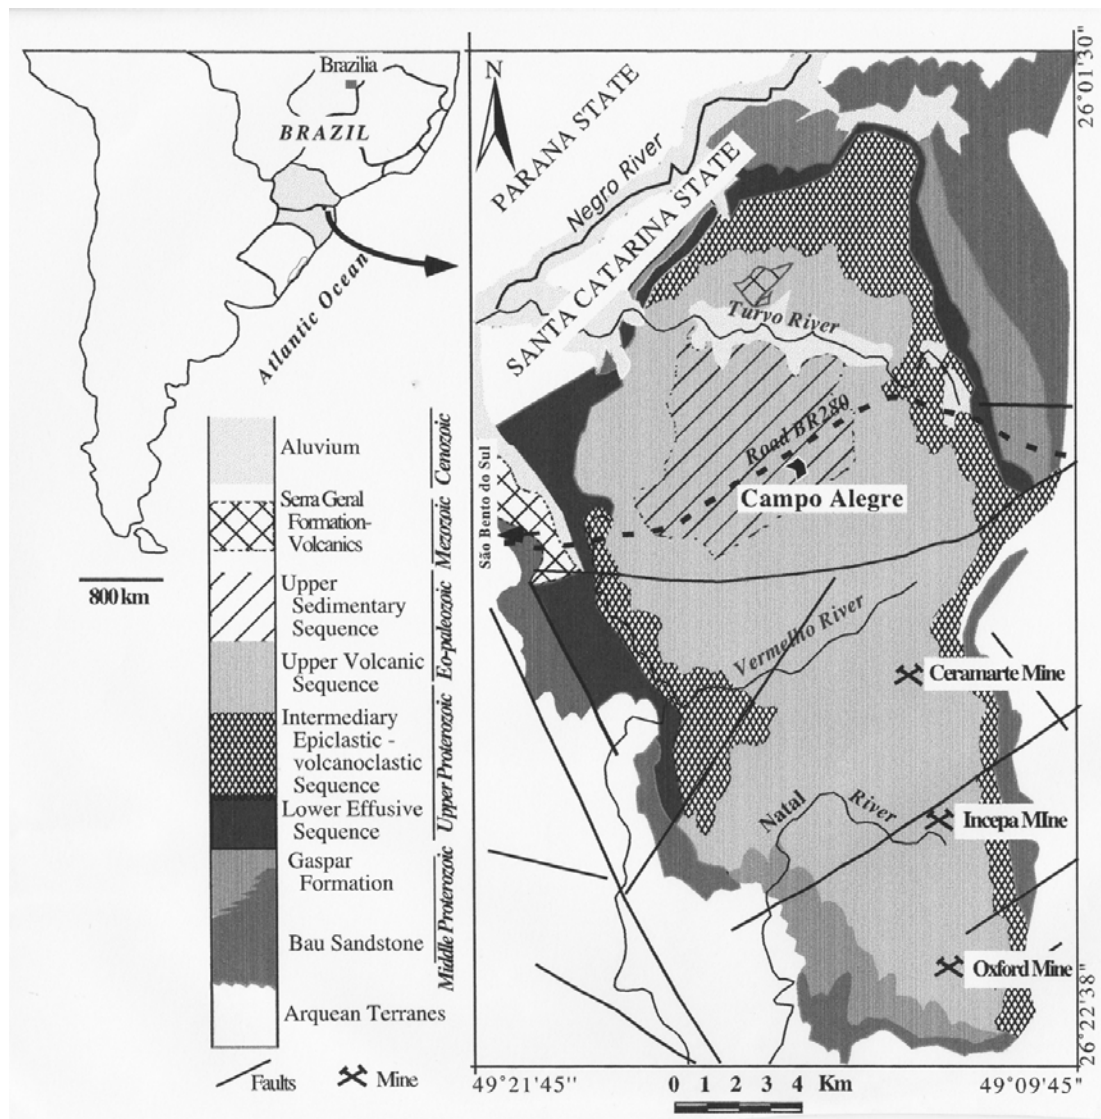 Brazilia
BRAZIL
Atlantic Ocean
800 km
N
PARANA STATE
Negro River
SANTA CATARINA STATE
Turvo River
Road BR280
Campo Alegre
São Bento do Sul
Vermelho River
Ceramarte Mine
Natal River
Incepa MIne
Oxford Mine
26°01'30"
26°22'38"
49°21'45''
49°09'45"
0 1 2 3 4 Km
Aluvium
Serra Geral
Formation-
Volcanics
Upper
Sedimentary
Sequence
Upper Volcanic
Sequence
Intermediary
Epiclastic -
volcanoclastic
Sequence
Lower Effusive
Sequence
Gaspar
Formation
Bau Sandstone
Arquean Terranes
Cenozoic
Mezozoic
Eo-paleozoic
Upper Proterozoic
Middle Proterozoic
Faults
Mine